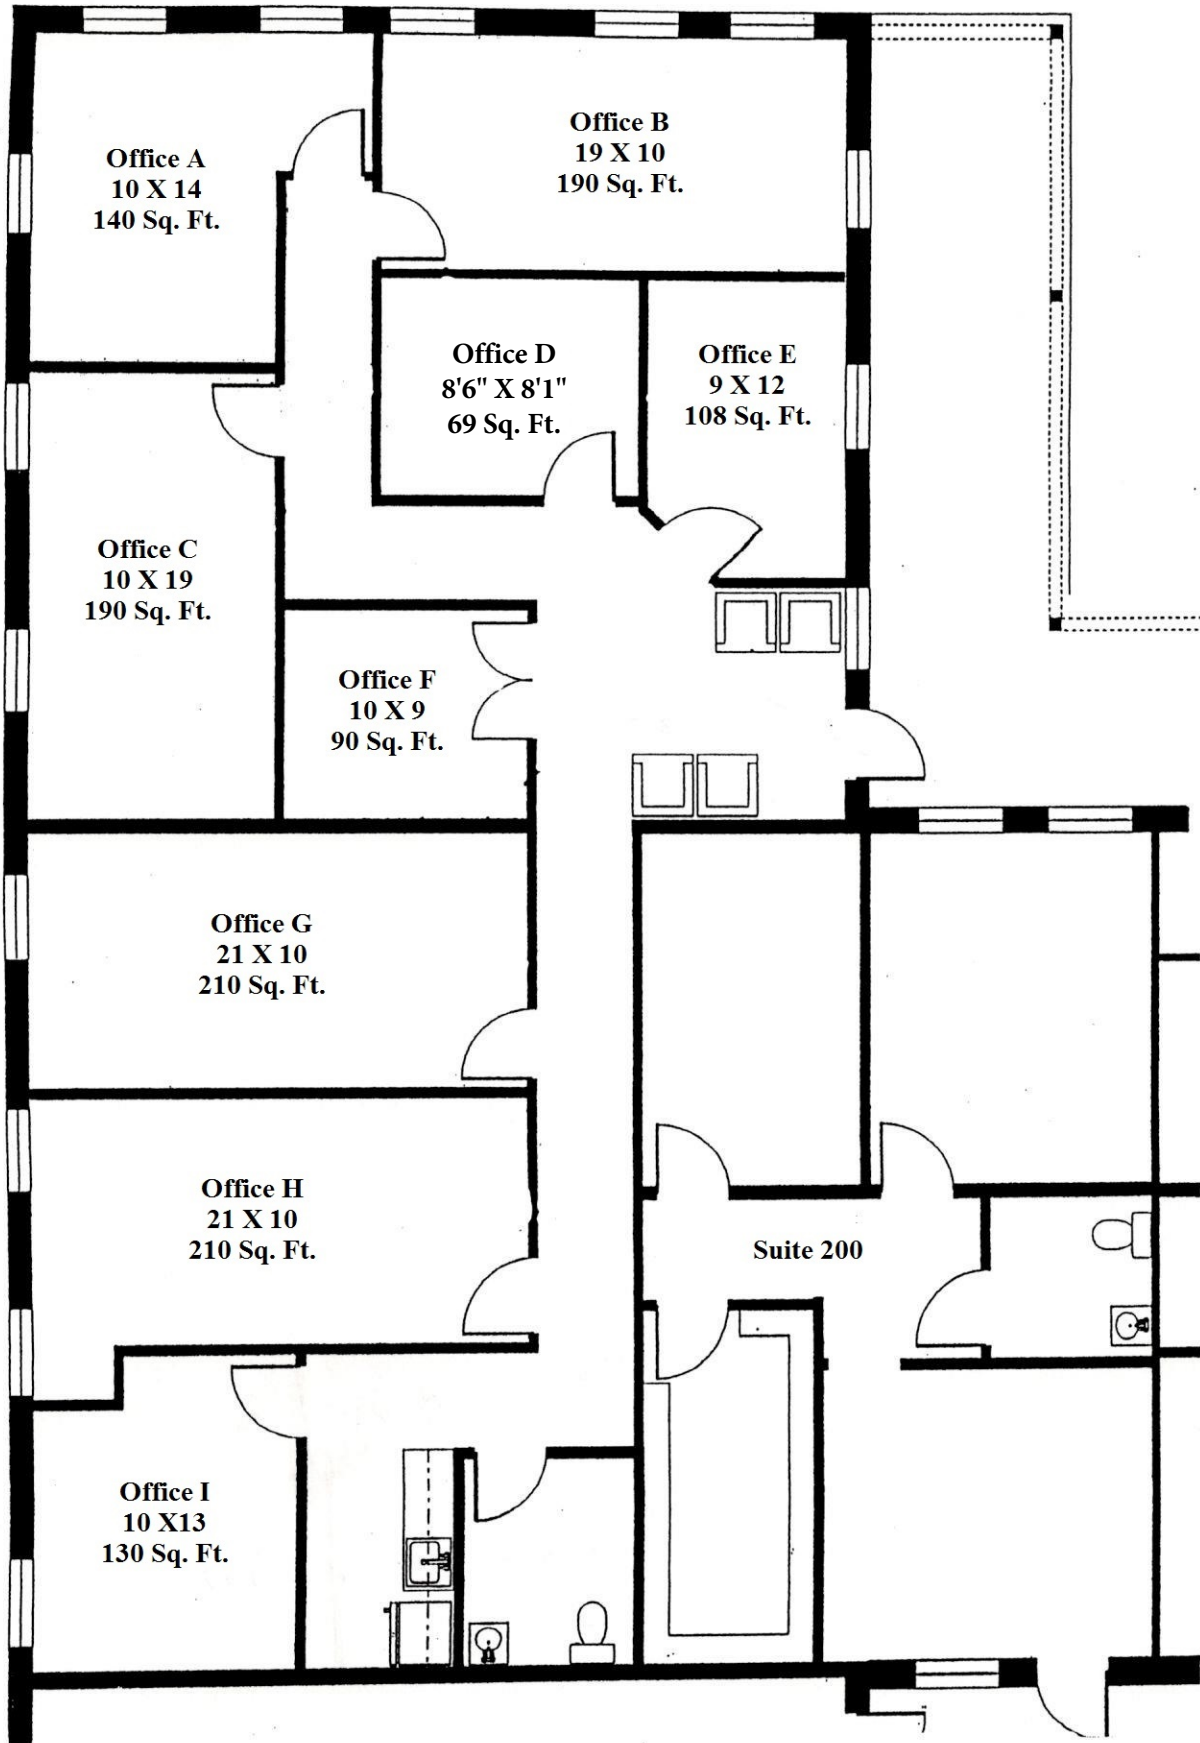 Office A
10 X 14
140 Sq. Ft.
Office B
19 X 10
190 Sq. Ft.
Office D
8'6" X 8'1"
69 Sq. Ft.
Office E
9 X 12
108 Sq. Ft.
Office C
10 X 19
190 Sq. Ft.
Office F
10 X 9
90 Sq. Ft.
Office G
21 X 10
210 Sq. Ft.
Office H
21 X 10
210 Sq. Ft.
Suite 200
Office I
10 X13
130 Sq. Ft.